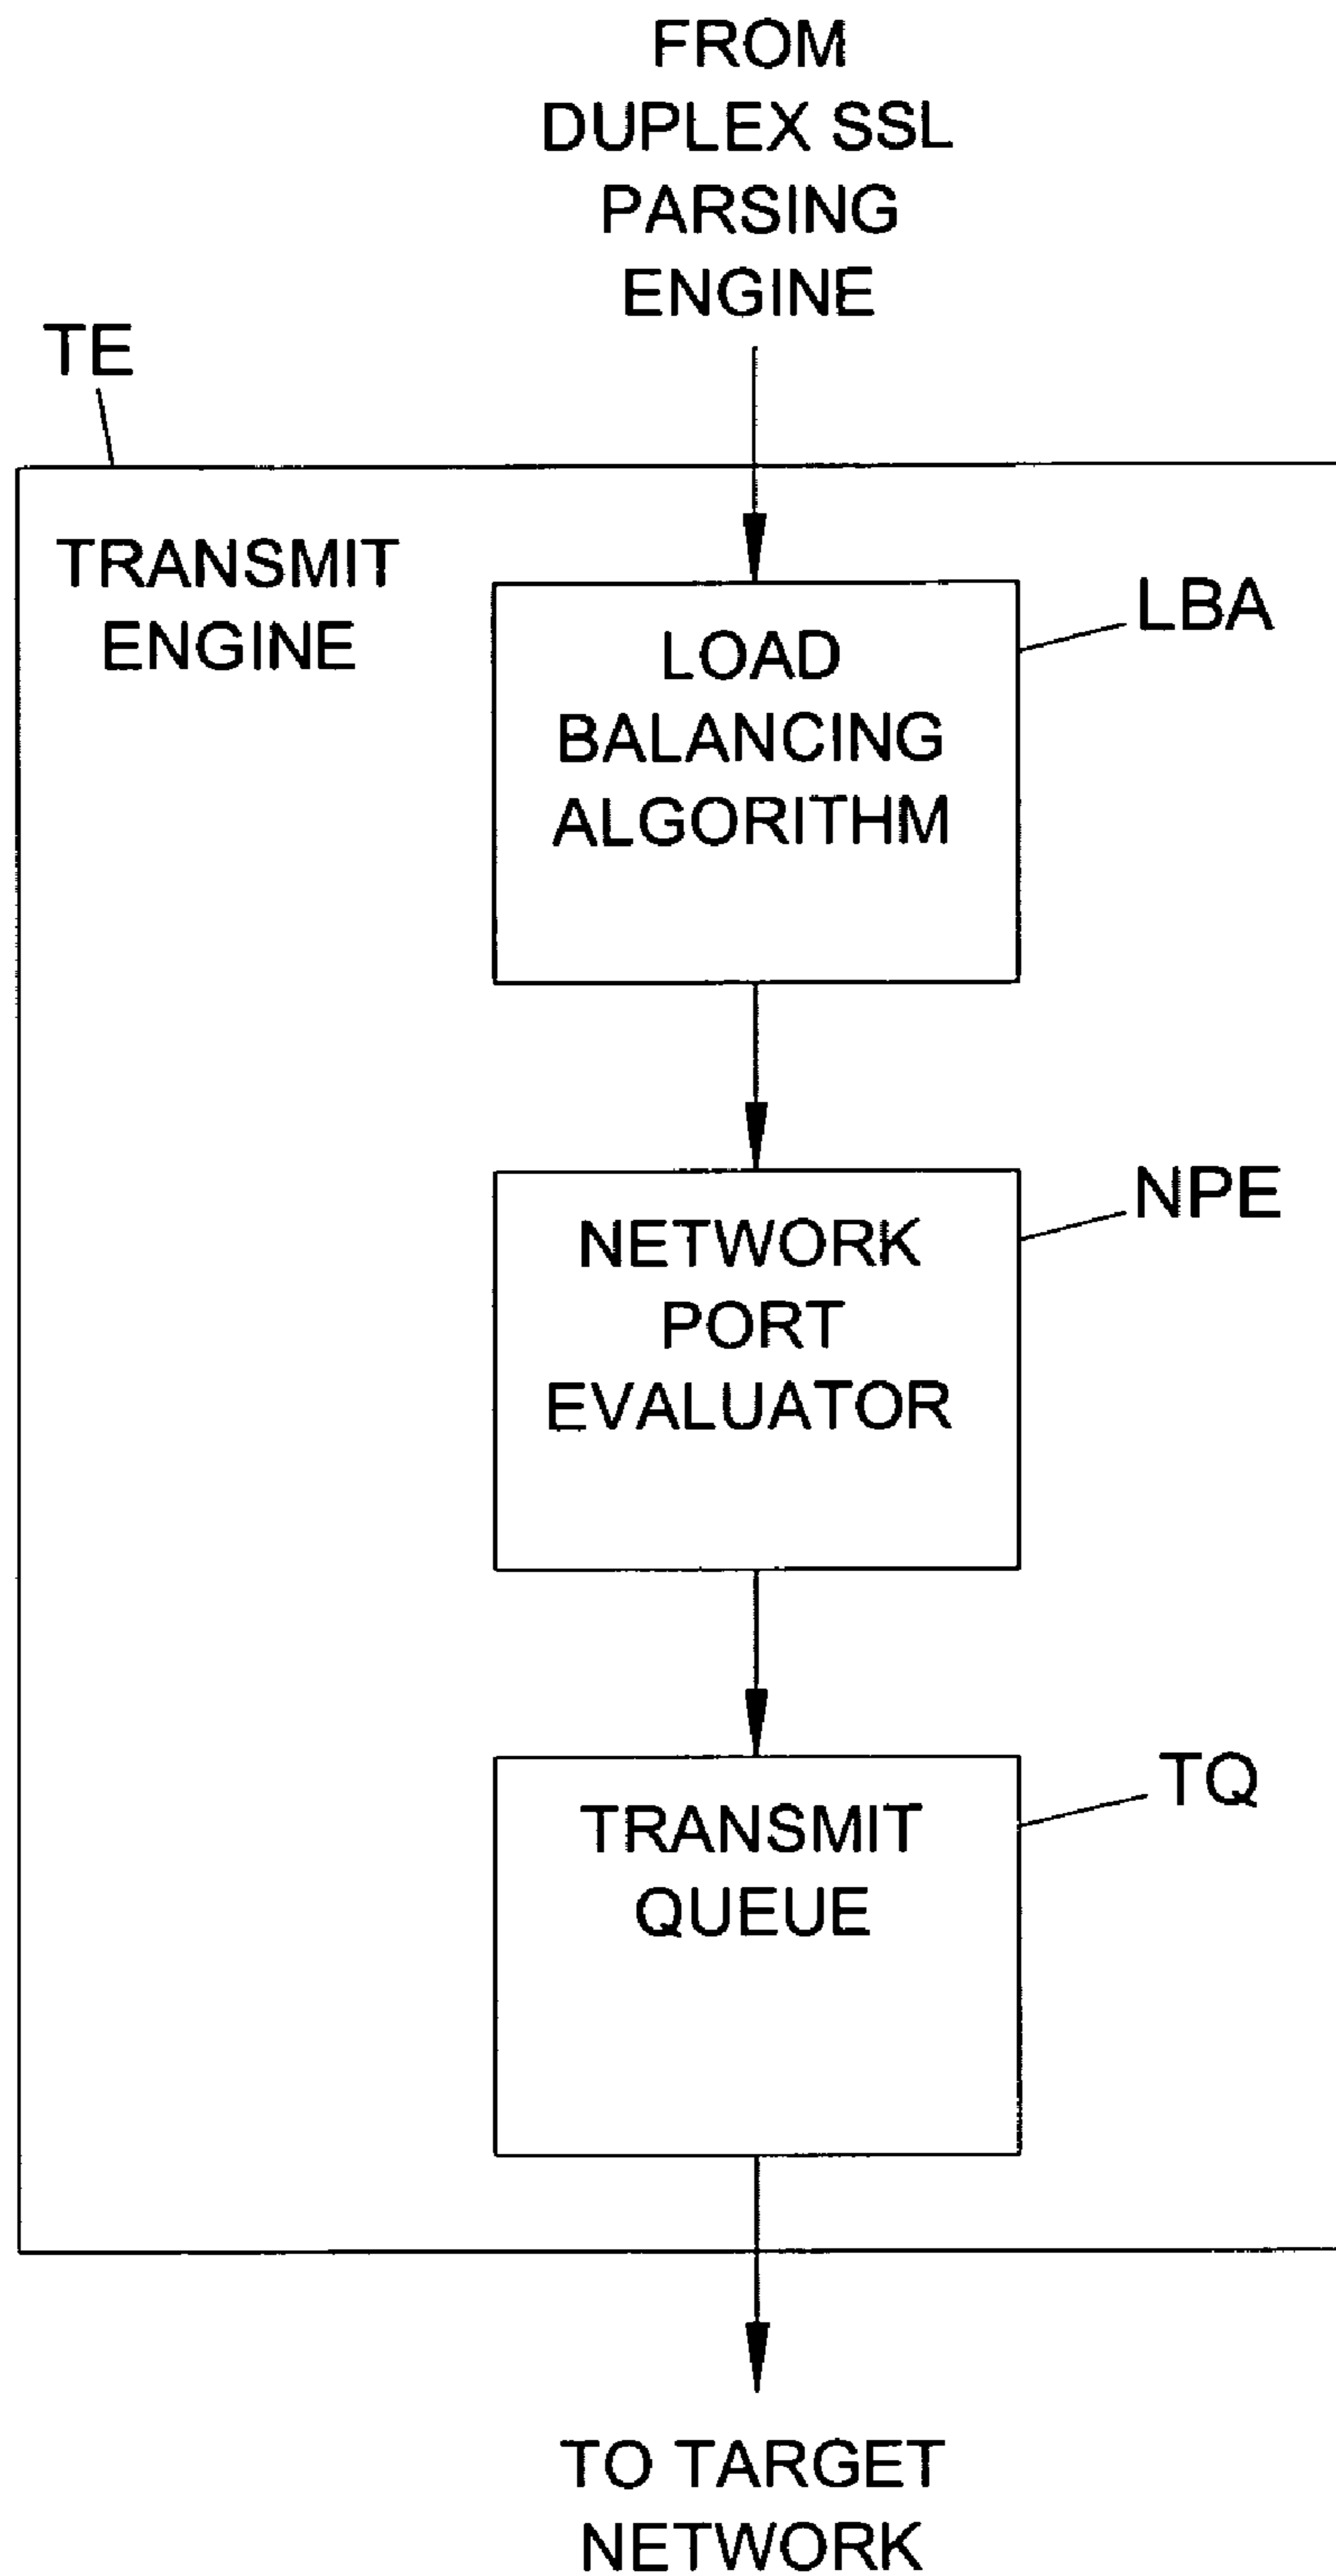 FROM
DUPLEX SSL
PARSING
ENGINE
TE
TRANSMIT
ENGINE
LOAD
BALANCING
ALGORITHM
LBA
NETWORK
PORT
EVALUATOR
NPE
TRANSMIT
QUEUE
TQ
TO TARGET
NETWORK